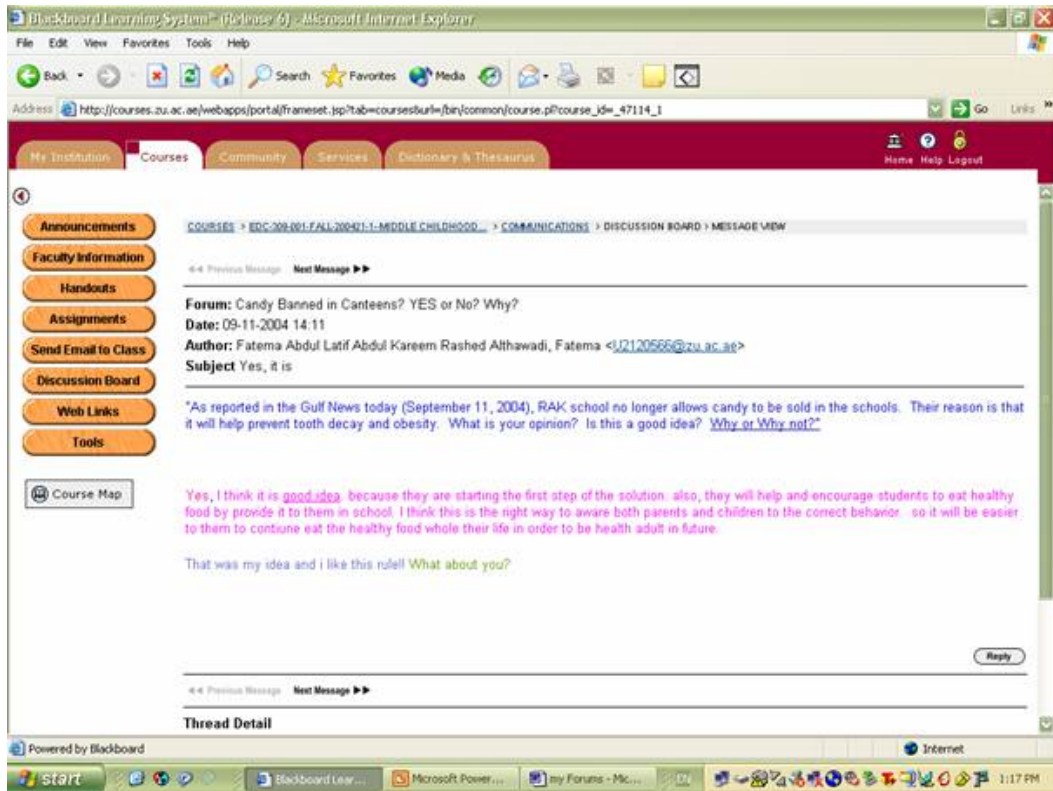 Blackboard Learning System™ (Release 6) - Microsoft Internet Explorer
File Edit View Favorites Tools Help
Back Search Favorites Media
Address http://courses.zu.ac.ae/webapps/portal/frameset.jsp?tab=courses&url=/bin/common/course.pl?course_id=_47114_1 Go Links »
My Institution Courses Community Services Dictionary & Thesaurus Home Help Logout
Announcements
Faculty Information
Handouts
Assignments
Send Email to Class
Discussion Board
Web Links
Tools
Course Map
COURSES > EDC-309-001-FALL-200421-1-MIDDLE CHILDHOOD... > COMMUNICATIONS > DISCUSSION BOARD > MESSAGE VIEW
Previous Message Next Message
Forum: Candy Banned in Canteens? YES or No? Why?
Date: 09-11-2004 14:11
Author: Fatema Abdul Latif Abdul Kareem Rashed Althawadi, Fatema <U2120566@zu.ac.ae>
Subject Yes, it is
"As reported in the Gulf News today (September 11, 2004), RAK school no longer allows candy to be sold in the schools. Their reason is that
it will help prevent tooth decay and obesity. What is your opinion? Is this a good idea? Why or Why not?"
Yes, I think it is good idea. because they are starting the first step of the solution. also, they will help and encourage students to eat healthy
food by provide it to them in school. I think this is the right way to aware both parents and children to the correct behavior. so it will be easier
to them to contiune eat the healthy food whole their life in order to be health adult in future.
That was my idea and i like this rule!! What about you?
Reply
Previous Message Next Message
Thread Detail
Powered by Blackboard Internet
start Blackboard Lear... Microsoft Power... my Forums - Mic... EN 1:17 PM